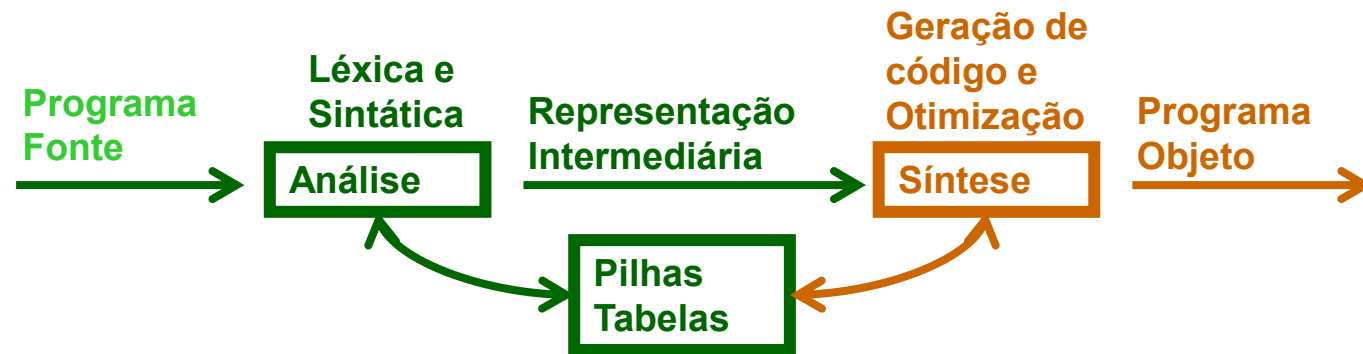 Programa
Fonte
Léxica e
Sintática
Análise
Representação
Intermediária
Geração de
código e
Otimização
Síntese
Programa
Objeto
Pilhas
Tabelas